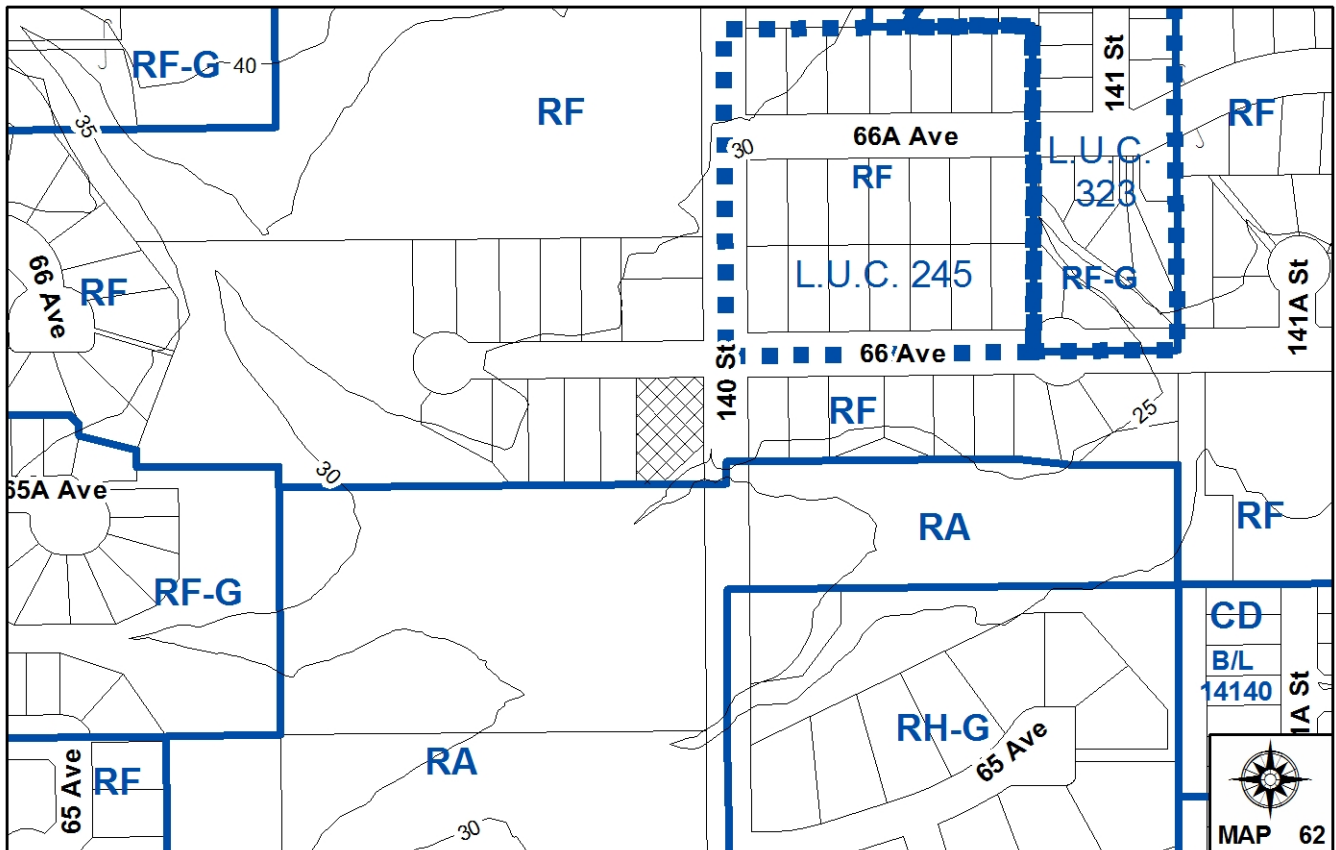 RF-G
40
35
RF
141 St
RF
66A Ave
30
L.U.C.
323
RF
66 Ave
RF
L.U.C. 245
RF-G
141A St
140 St
66 Ave
RF
25
30
65A Ave
RF
RA
RF-G
CD
B/L
14140
1A St
RH-G
65 Ave
RA
65 Ave
RF
30
MAP 62